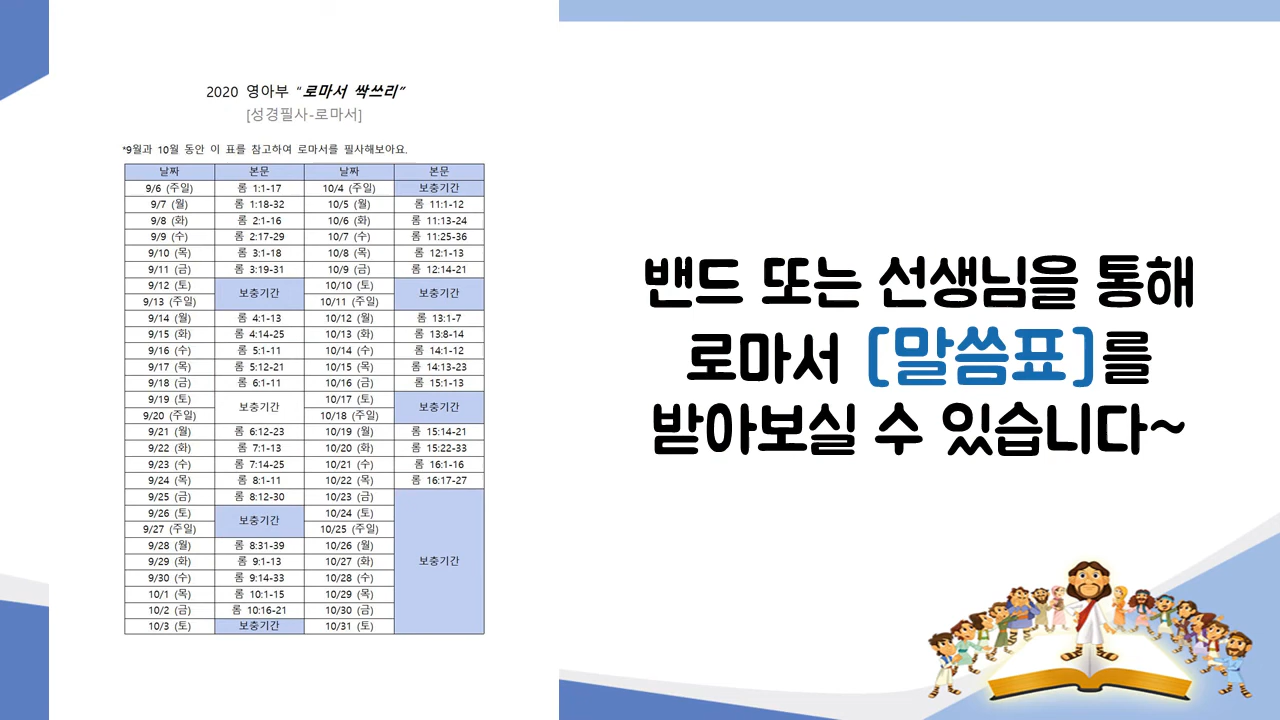 2020 영아부 “로마서 싹쓰리”
[성경필사-로마서]
*9월과 10월 동안 이 표를 참고하여 로마서를 필사해보아요.
날짜 본문 날짜 본문
9/6 (주일) 롬 1:1-17 10/4 (주일) 보충기간
9/7 (월) 롬 1:18-32 10/5 (월) 롬 11:1-12
9/8 (화) 롬 2:1-16 10/6 (화) 롬 11:13-24
9/9 (수) 롬 2:17-29 10/7 (수) 롬 11:25-36
9/10 (목) 롬 3:1-18 10/8 (목) 롬 12:1-13
9/11 (금) 롬 3:19-31 10/9 (금) 롬 12:14-21
9/12 (토) 보충기간 10/10 (토) 보충기간
9/13 (주일) 10/11 (주일)
9/14 (월) 롬 4:1-13 10/12 (월) 롬 13:1-7
9/15 (화) 롬 4:14-25 10/13 (화) 롬 13:8-14
9/16 (수) 롬 5:1-11 10/14 (수) 롬 14:1-12
9/17 (목) 롬 5:12-21 10/15 (목) 롬 14:13-23
9/18 (금) 롬 6:1-11 10/16 (금) 롬 15:1-13
9/19 (토) 보충기간 10/17 (토) 보충기간
9/20 (주일) 10/18 (주일)
9/21 (월) 롬 6:12-23 10/19 (월) 롬 15:14-21
9/22 (화) 롬 7:1-13 10/20 (화) 롬 15:22-33
9/23 (수) 롬 7:14-25 10/21 (수) 롬 16:1-16
9/24 (목) 롬 8:1-11 10/22 (목) 롬 16:17-27
9/25 (금) 롬 8:12-30 10/23 (금) 보충기간
9/26 (토) 보충기간 10/24 (토)
9/27 (주일) 10/25 (주일)
9/28 (월) 롬 8:31-39 10/26 (월)
9/29 (화) 롬 9:1-13 10/27 (화)
9/30 (수) 롬 9:14-33 10/28 (수)
10/1 (목) 롬 10:1-15 10/29 (목)
10/2 (금) 롬 10:16-21 10/30 (금)
10/3 (토) 보충기간 10/31 (토)
밴드 또는 선생님을 통해
로마서 [말씀표]를
받아보실 수 있습니다~